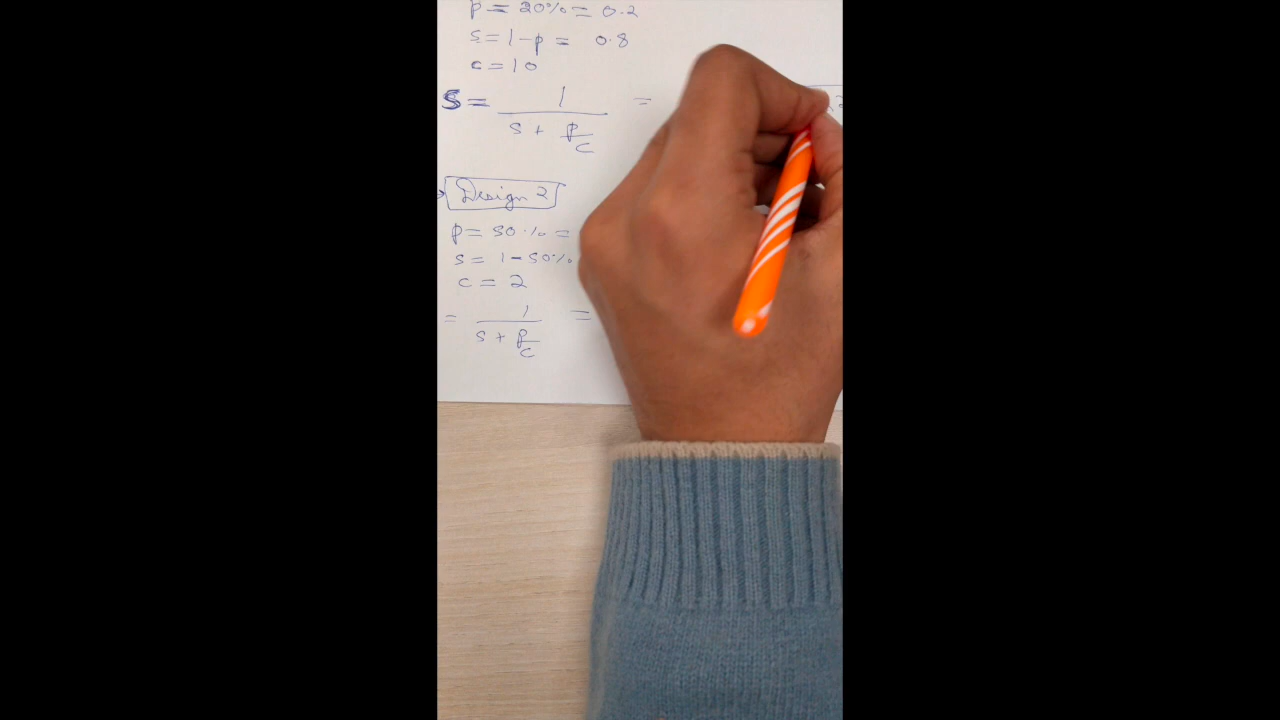 p = 20% = 0.2
s = 1-p = 0.8
c = 10
S = 1 / (s + p/c) =
Design 2
p = 50% =
s = 1-50%
c = 2
= 1 / (s + p/c) =